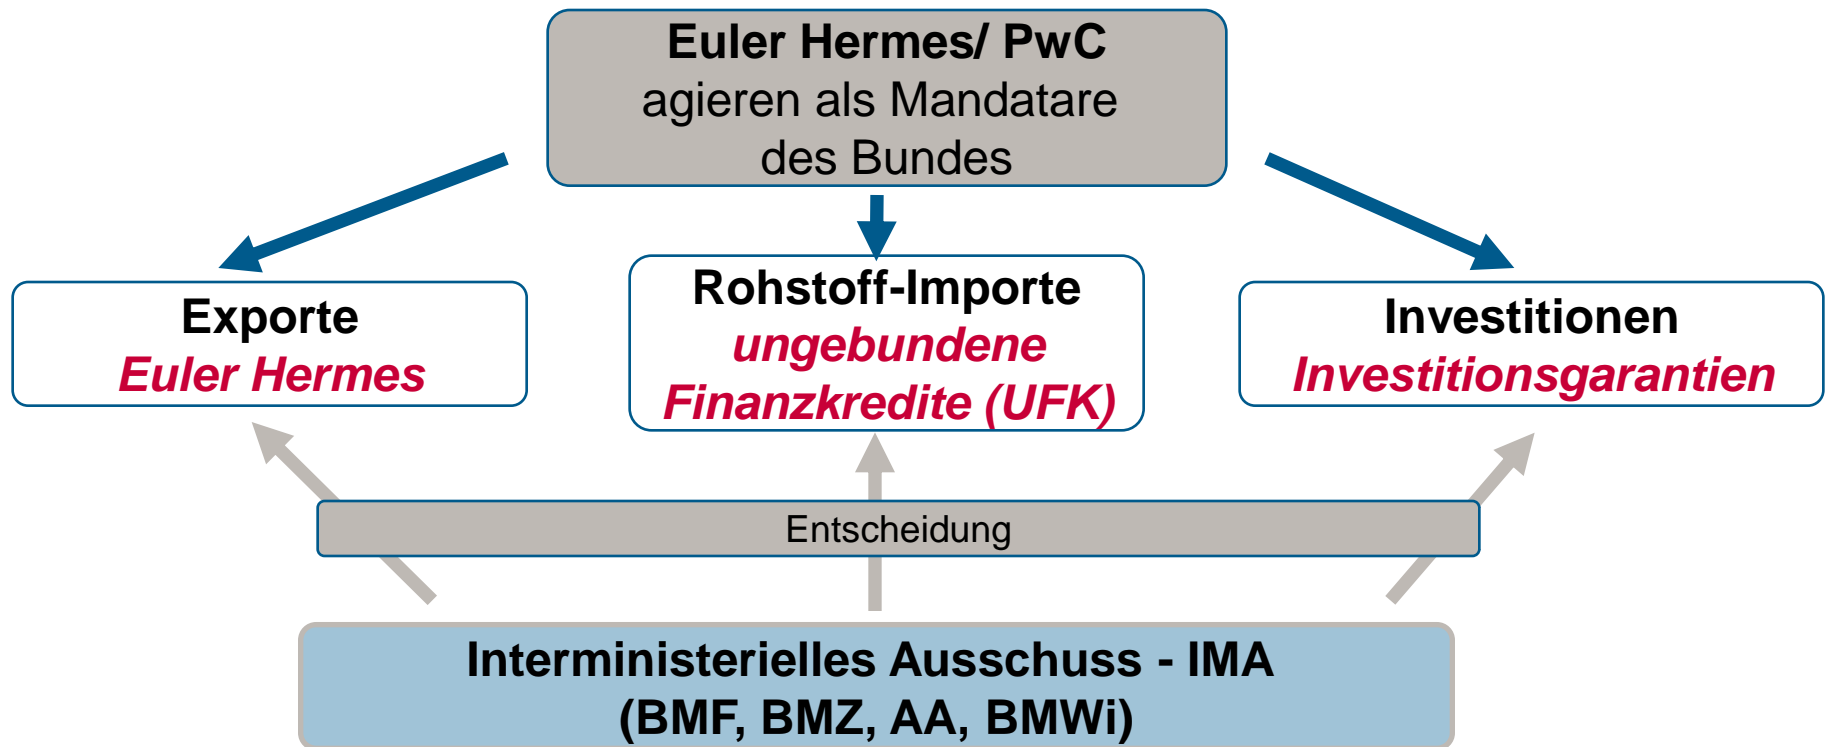 Euler Hermes/ PwC
agieren als Mandatare
des Bundes
Exporte
Euler Hermes
Rohstoff-Importe
ungebundene
Finanzkredite (UFK)
Investitionen
Investitionsgarantien
Entscheidung
Interministerielles Ausschuss - IMA
(BMF, BMZ, AA, BMWi)